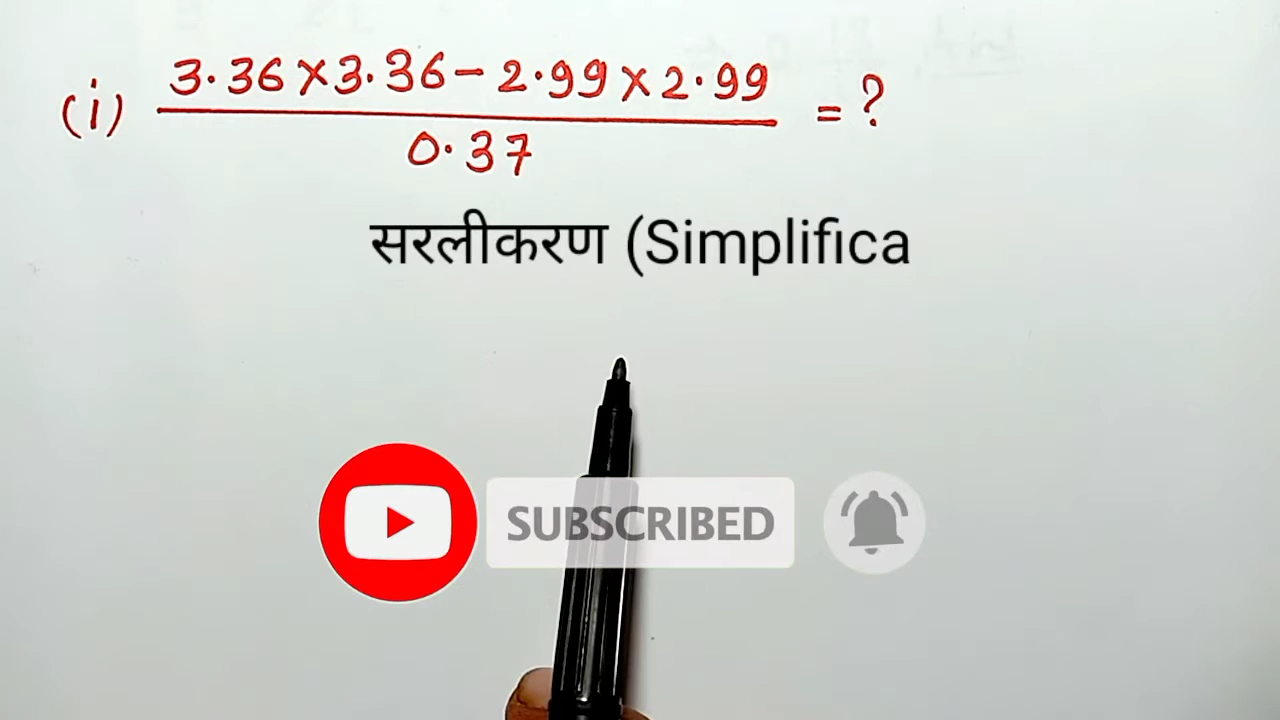 (i) 3.36×3.36-2.99×2.99
0.37
= ?
सरलीकरण (Simplifica
SUBSCRIBED